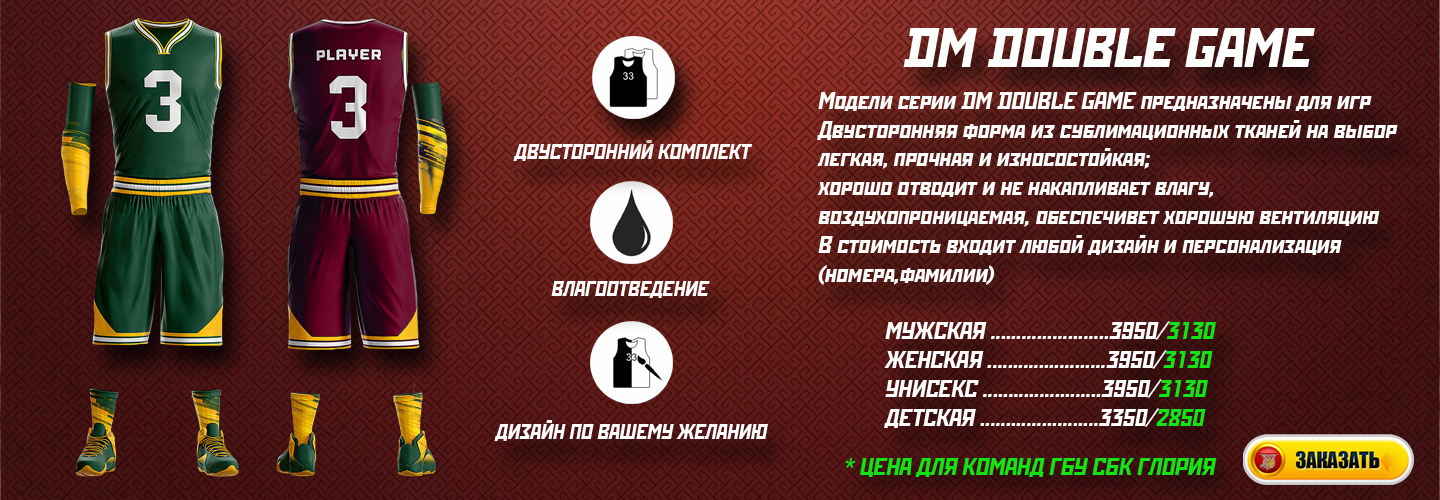 DM DOUBLE GAME
Модели серии DM DOUBLE GAME предназначены для игр
Двусторонняя форма из сублимационных тканей на выбор
легкая, прочная и износостойкая;
хорошо отводит и не накапливает влагу,
воздухопроницаемая, обеспечивет хорошую вентиляцию
В стоимость входит любой дизайн и персонализация
(номера,фамилии)
МУЖСКАЯ ........................3950/3130
ЖЕНСКАЯ ........................3950/3130
УНИСЕКС ........................3950/3130
ДЕТСКАЯ ........................3350/2850
* ЦЕНА ДЛЯ КОМАНД ГБУ СБК ГЛОРИЯ
ЗАКАЗАТЬ
33
ДВУСТОРОННИЙ КОМПЛЕКТ
ВЛАГООТВЕДЕНИЕ
33
ДИЗАЙН ПО ВАШЕМУ ЖЕЛАНИЮ
3
PLAYER
3